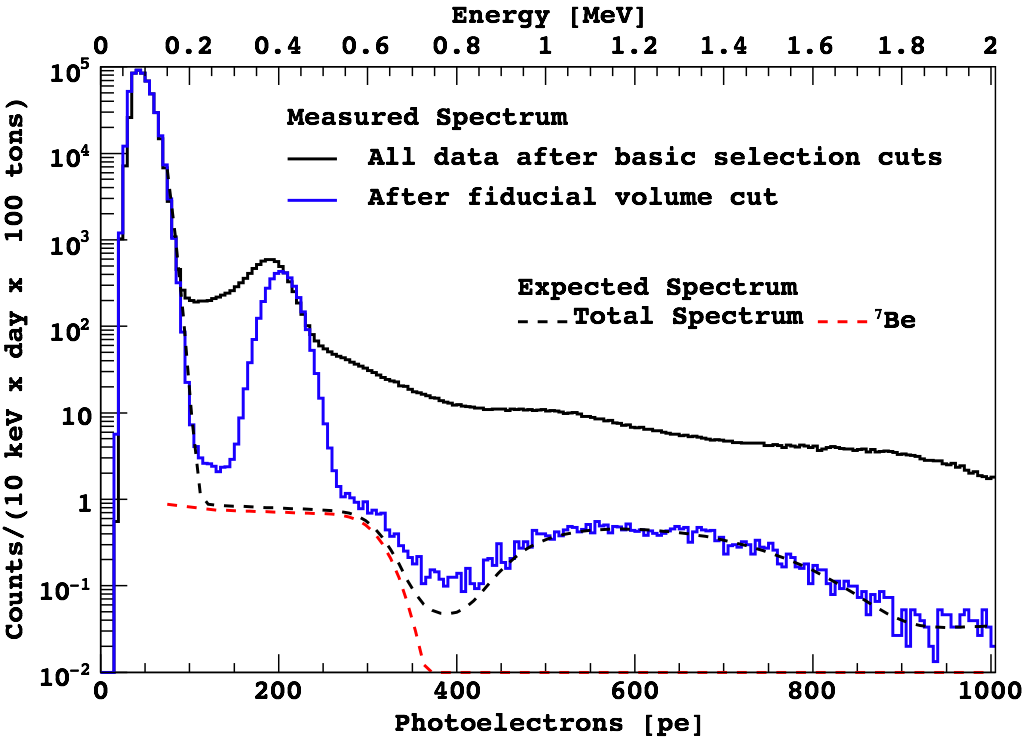 Energy [MeV]
0 0.2 0.4 0.6 0.8 1 1.2 1.4 1.6 1.8 2
Measured Spectrum
All data after basic selection cuts
After fiducial volume cut
Expected Spectrum
Total Spectrum ⁷Be
Counts/(10 keV x day x 100 tons)
10⁵
10⁴
10³
10²
10
1
10⁻¹
10⁻²
0 200 400 600 800 1000
Photoelectrons [pe]